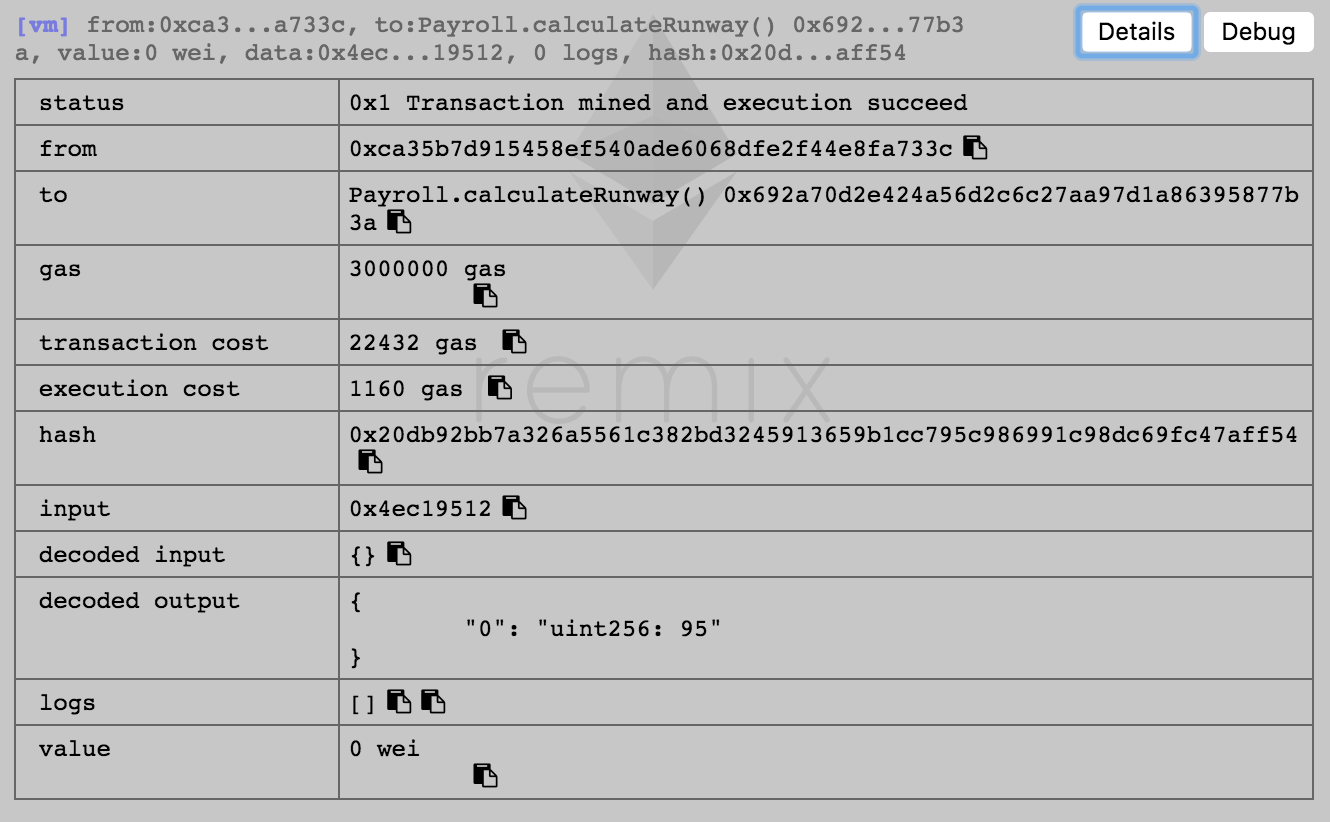 [vm] from:0xca3...a733c, to:Payroll.calculateRunway() 0x692...77b3
a, value:0 wei, data:0x4ec...19512, 0 logs, hash:0x20d...aff54
Details
Debug
status
0x1 Transaction mined and execution succeed
from
0xca35b7d915458ef540ade6068dfe2f44e8fa733c
to
Payroll.calculateRunway() 0x692a70d2e424a56d2c6c27aa97d1a86395877b
3a
gas
3000000 gas
transaction cost
22432 gas
execution cost
1160 gas
hash
0x20db92bb7a326a5561c382bd3245913659b1cc795c986991c98dc69fc47aff54
input
0x4ec19512
decoded input
{}
decoded output
{
"0": "uint256: 95"
}
logs
[]
value
0 wei
remix